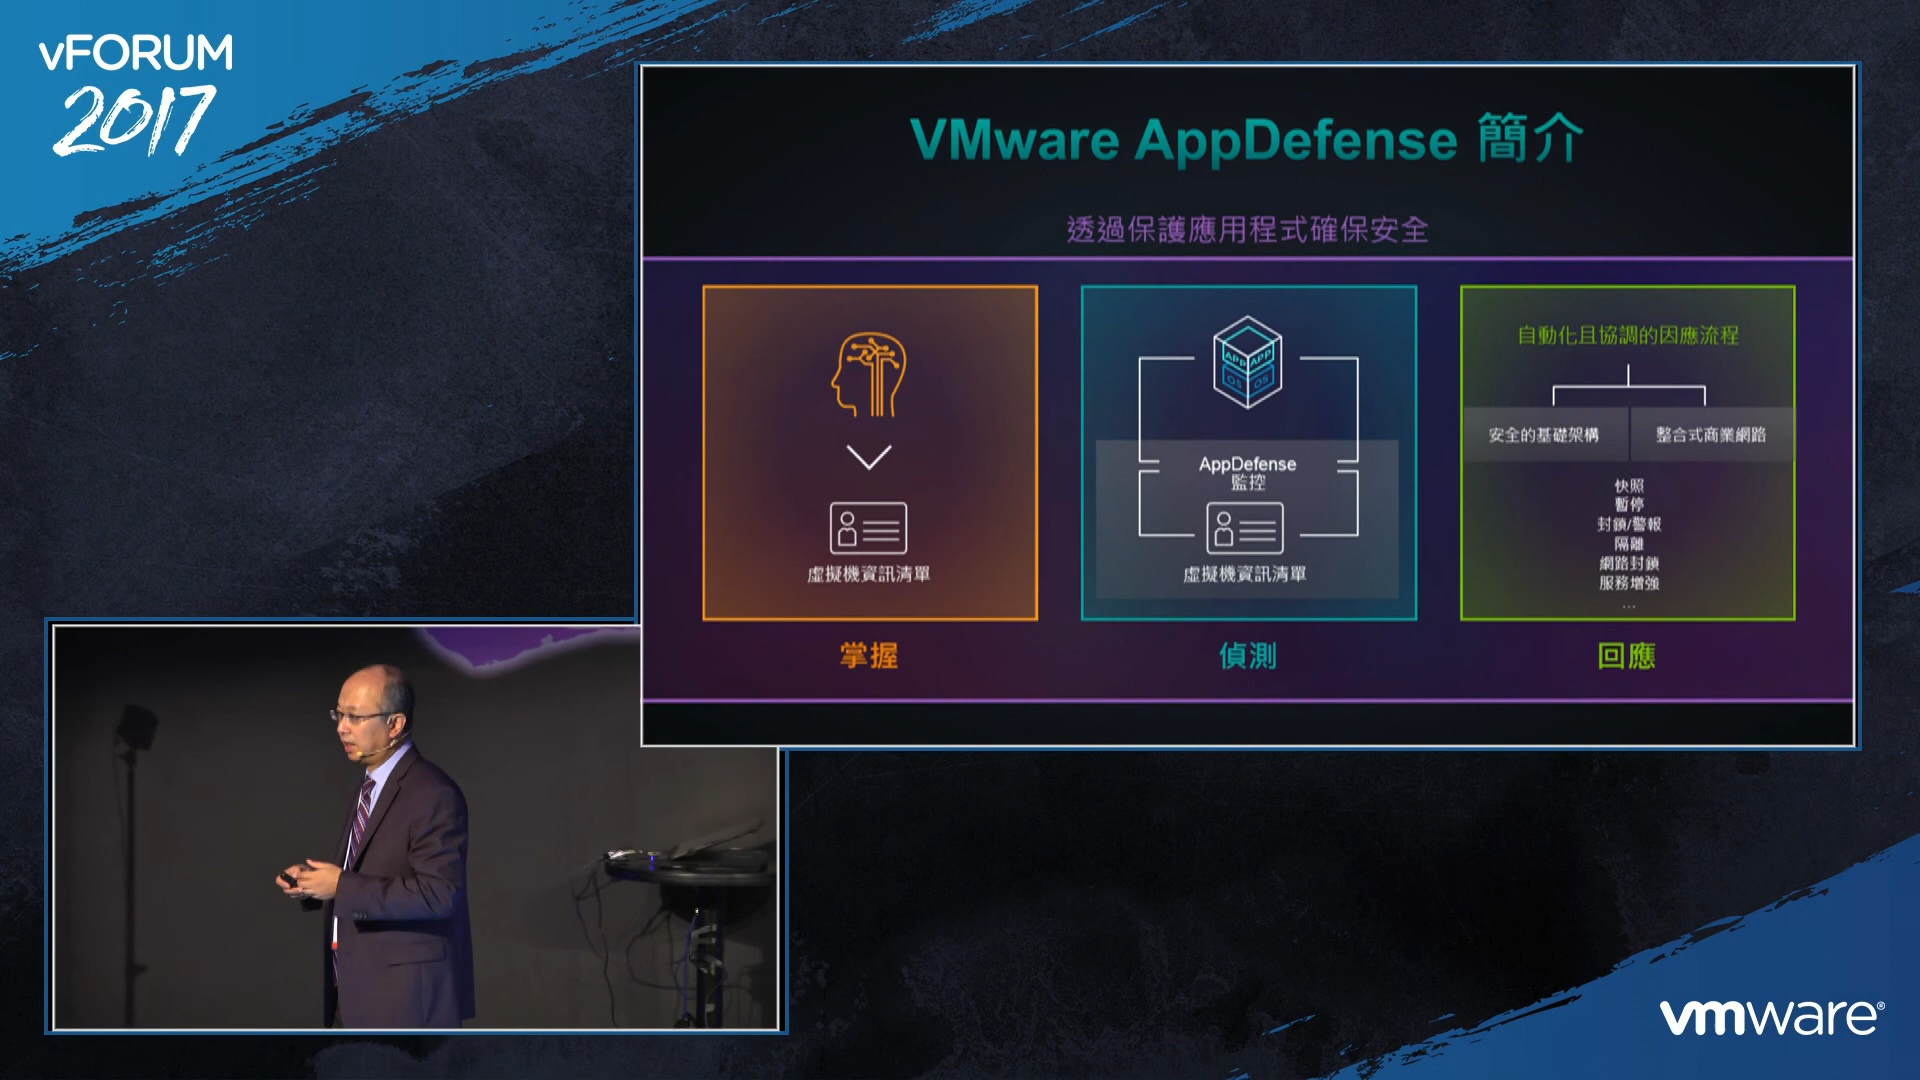 vFORUM
2017
VMware AppDefense 簡介
透過保護應用程式確保安全
虛擬機資訊清單
掌握
APP APP
OS OS
AppDefense
監控
虛擬機資訊清單
偵測
自動化且協調的因應流程
安全的基礎架構
整合式商業網路
快照
暫停
封鎖/警報
隔離
網路封鎖
服務增強
...
回應
vmware®